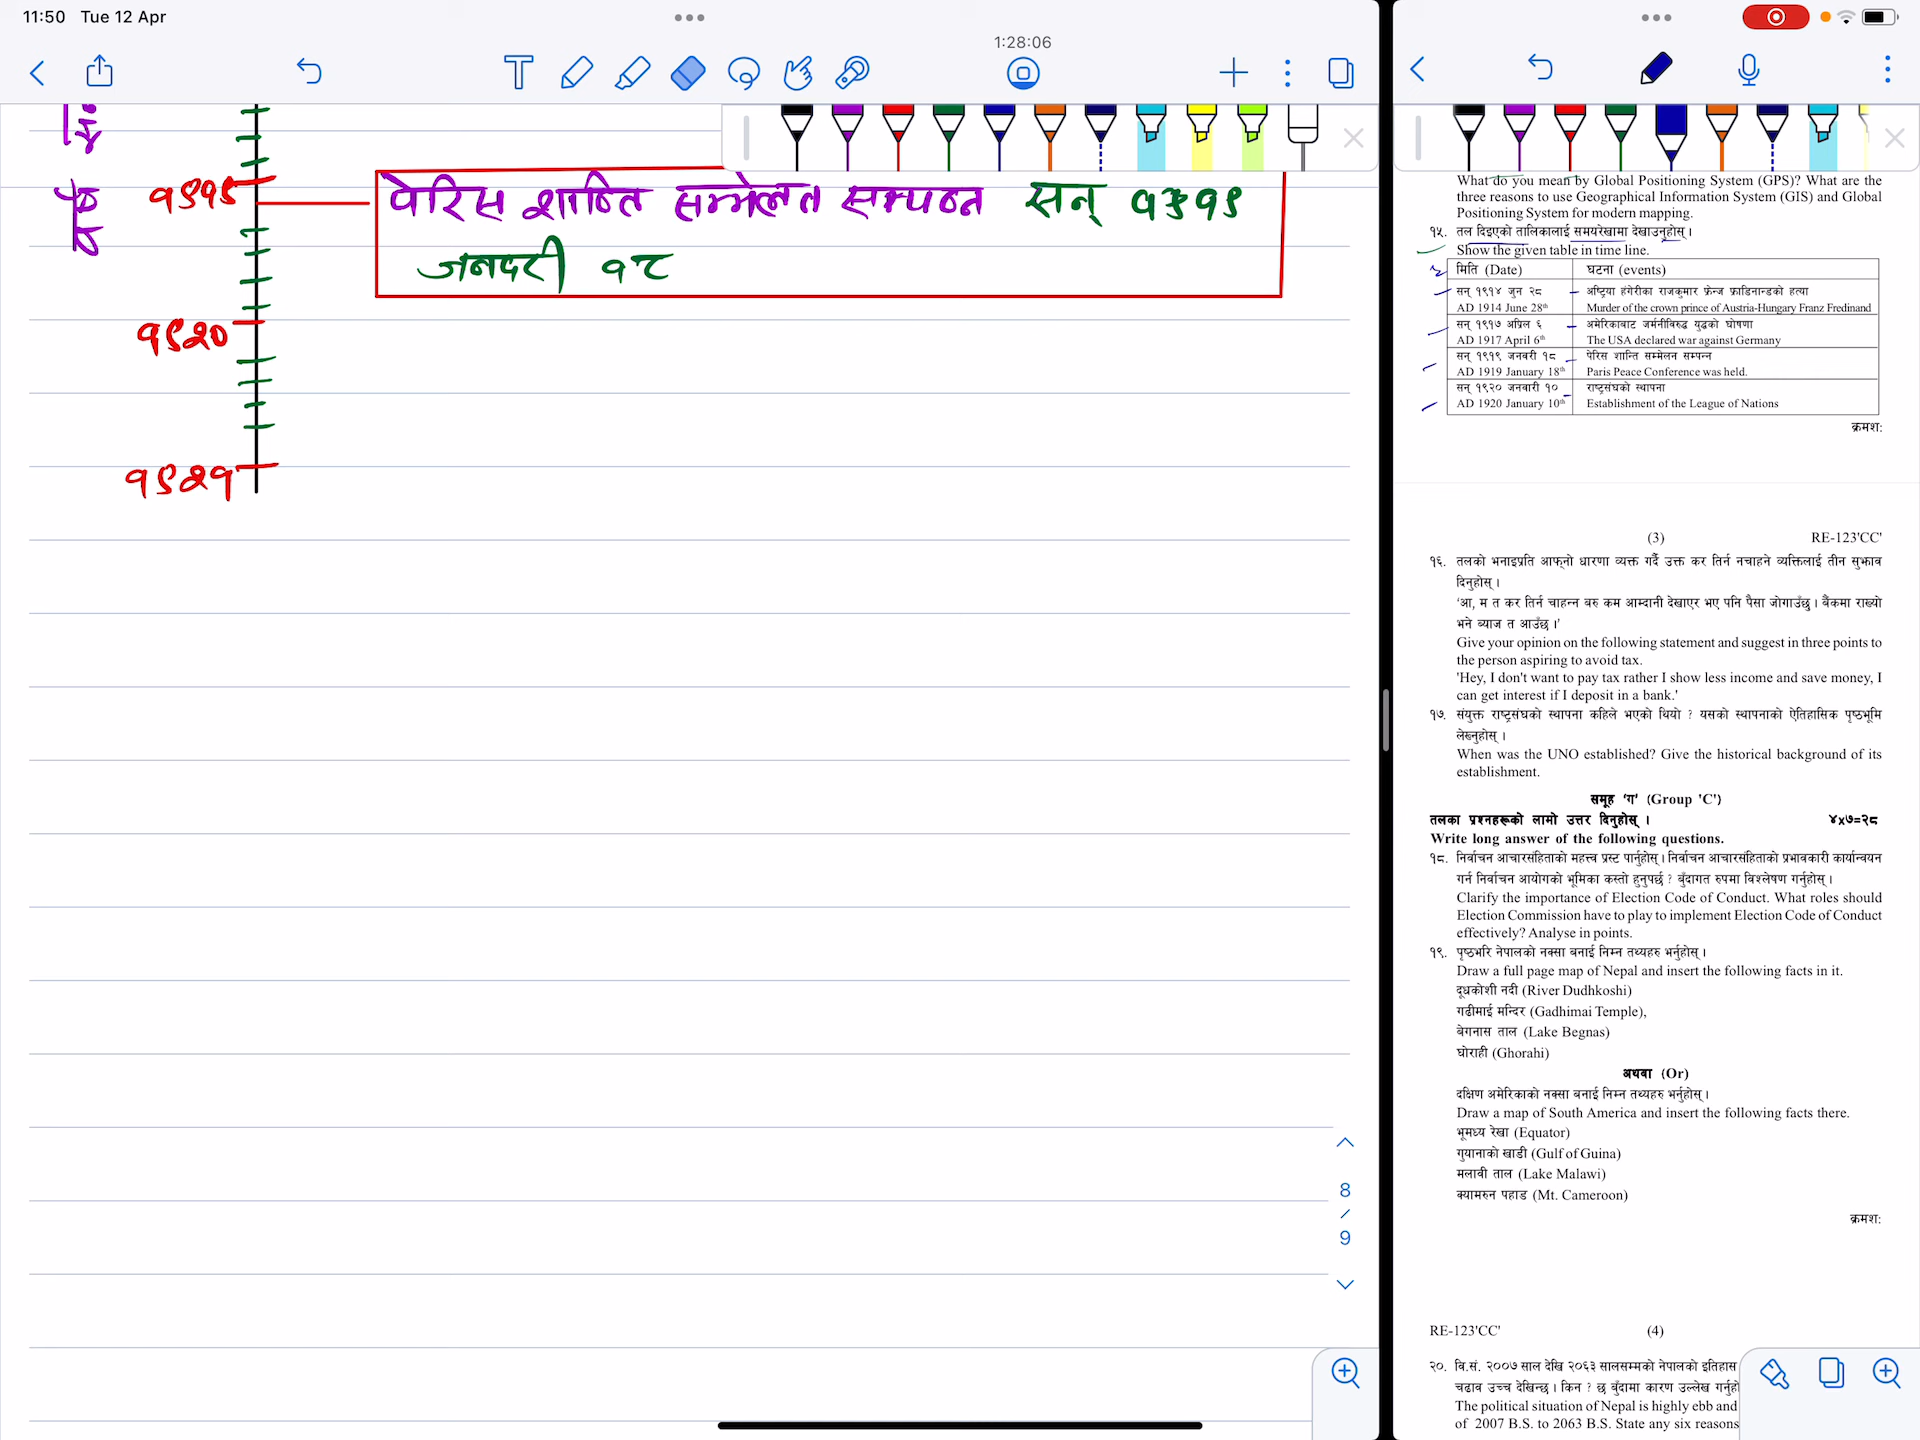 11:50 Tue 12 Apr
1:28:06
१९१९
पेरिस शान्ति सम्मेलन सम्पन्न सन् १९१९
जनवरी १८
१९२०
१९२१
8
/
9
What do you mean by Global Positioning System (GPS)? What are the
three reasons to use Geographical Information System (GIS) and Global
Positioning System for modern mapping.
१५. तल दिइएको तालिकालाई समयरेखामा देखाउनुहोस् ।
Show the given table in time line.
मिति (Date) घटना (events)
सन् १९१४ जुन २८ अष्ट्रिया हंगेरीका राजकुमार फ्रेन्ज फ्रडिनान्डको हत्या
AD 1914 June 28th Murder of the crown prince of Austria-Hungary Franz Fredinand
सन् १९१७ अप्रिल ६ अमेरिकाबाट जर्मनीविरुद्ध युद्धको घोषणा
AD 1917 April 6th The USA declared war against Germany
सन् १९१९ जनवरी १८ पेरिस शान्ति सम्मेलन सम्पन्न
AD 1919 January 18th Paris Peace Conference was held.
सन् १९२० जनवारी १० राष्ट्रसंघको स्थापना
AD 1920 January 10th Establishment of the League of Nations
क्रमश:
(3) RE-123'CC'
१६. तलको भनाइप्रति आफ्नो धारणा व्यक्त गर्दै उक्त कर तिर्न नचाहने व्यक्तिलाई तीन सुझाव
दिनुहोस् ।
'आ, म त कर तिर्न चाहन्न बरु कम आम्दानी देखाएर भए पनि पैसा जोगाउँछु । बैंकमा राख्यो
भने ब्याज त आउँछ ।'
Give your opinion on the following statement and suggest in three points to
the person aspiring to avoid tax.
'Hey, I don't want to pay tax rather I show less income and save money, I
can get interest if I deposit in a bank.'
१७. संयुक्त राष्ट्रसंघको स्थापना कहिले भएको थियो ? यसको स्थापनाको ऐतिहासिक पृष्ठभूमि
लेख्नुहोस् ।
When was the UNO established? Give the historical background of its
establishment.
समूह 'ग' (Group 'C')
तलका प्रश्नहरूको लामो उत्तर दिनुहोस् । ४x७=२८
Write long answer of the following questions.
१८. निर्वाचन आचारसंहिताको महत्त्व प्रस्ट पार्नुहोस् । निर्वाचन आचारसंहिताको प्रभावकारी कार्यान्वयन
गर्न निर्वाचन आयोगको भूमिका कस्तो हुनुपर्छ ? बुँदागत रुपमा विश्लेषण गर्नुहोस् ।
Clarify the importance of Election Code of Conduct. What roles should
Election Commission have to play to implement Election Code of Conduct
effectively? Analyse in points.
१९. पृष्ठभरि नेपालको नक्सा बनाई निम्न तथ्यहरु भर्नुहोस् ।
Draw a full page map of Nepal and insert the following facts in it.
दूधकोशी नदी (River Dudhkoshi)
गढीमाई मन्दिर (Gadhimai Temple),
बेगनास ताल (Lake Begnas)
घोराही (Ghorahi)
अथवा (Or)
दक्षिण अमेरिकाको नक्सा बनाई निम्न तथ्यहरु भर्नुहोस् ।
Draw a map of South America and insert the following facts there.
भूमध्य रेखा (Equator)
गुयानाको खाडी (Gulf of Guina)
मलावी ताल (Lake Malawi)
क्यामरुन पहाड (Mt. Cameroon)
क्रमश:
RE-123'CC' (4)
२०. वि.सं. २००७ साल देखि २०६३ सालसम्मको नेपालको इतिहास
चढाव उच्च देखिन्छ । किन ? छ बुँदामा कारण उल्लेख गर्नुहो
The political situation of Nepal is highly ebb and
of 2007 B.S. to 2063 B.S. State any six reasons